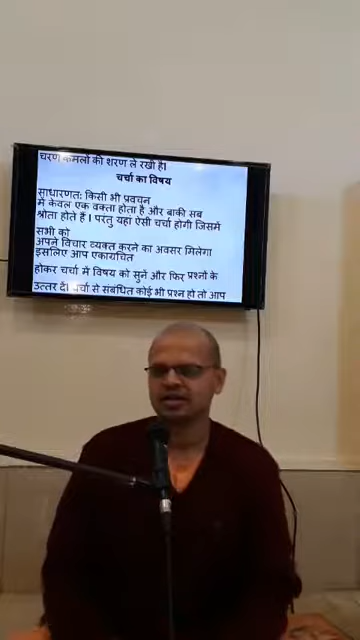 चरण कमलों की शरण ले रखी है।
चर्चा का विषय
साधारणत: किसी भी प्रवचन
में केवल एक वक्ता होता है और बाकी सब
श्रोता होते हैं। परंतु यहां ऐसी चर्चा होगी जिसमें
सभी को
अपने विचार व्यक्त करने का अवसर मिलेगा
इसलिए आप एकाग्रचित
होकर चर्चा में विषय को सुनें और फिर प्रश्नों के
उत्तर दें। चर्चा से संबंधित कोई भी प्रश्न हो तो आप